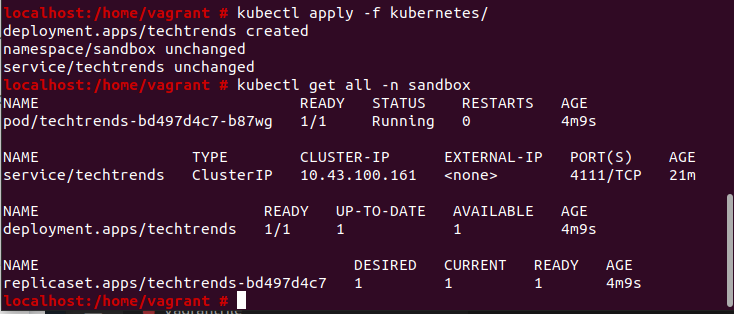 localhost:/home/vagrant # kubectl apply -f kubernetes/
deployment.apps/techtrends created
namespace/sandbox unchanged
service/techtrends unchanged
localhost:/home/vagrant # kubectl get all -n sandbox
NAME                             READY   STATUS    RESTARTS   AGE
pod/techtrends-bd497d4c7-b87wg   1/1     Running   0          4m9s
NAME                 TYPE        CLUSTER-IP      EXTERNAL-IP   PORT(S)    AGE
service/techtrends   ClusterIP   10.43.100.161   <none>        4111/TCP   21m
NAME                         READY   UP-TO-DATE   AVAILABLE   AGE
deployment.apps/techtrends   1/1     1            1           4m9s
NAME                                   DESIRED   CURRENT   READY   AGE
replicaset.apps/techtrends-bd497d4c7   1         1         1       4m9s
localhost:/home/vagrant #